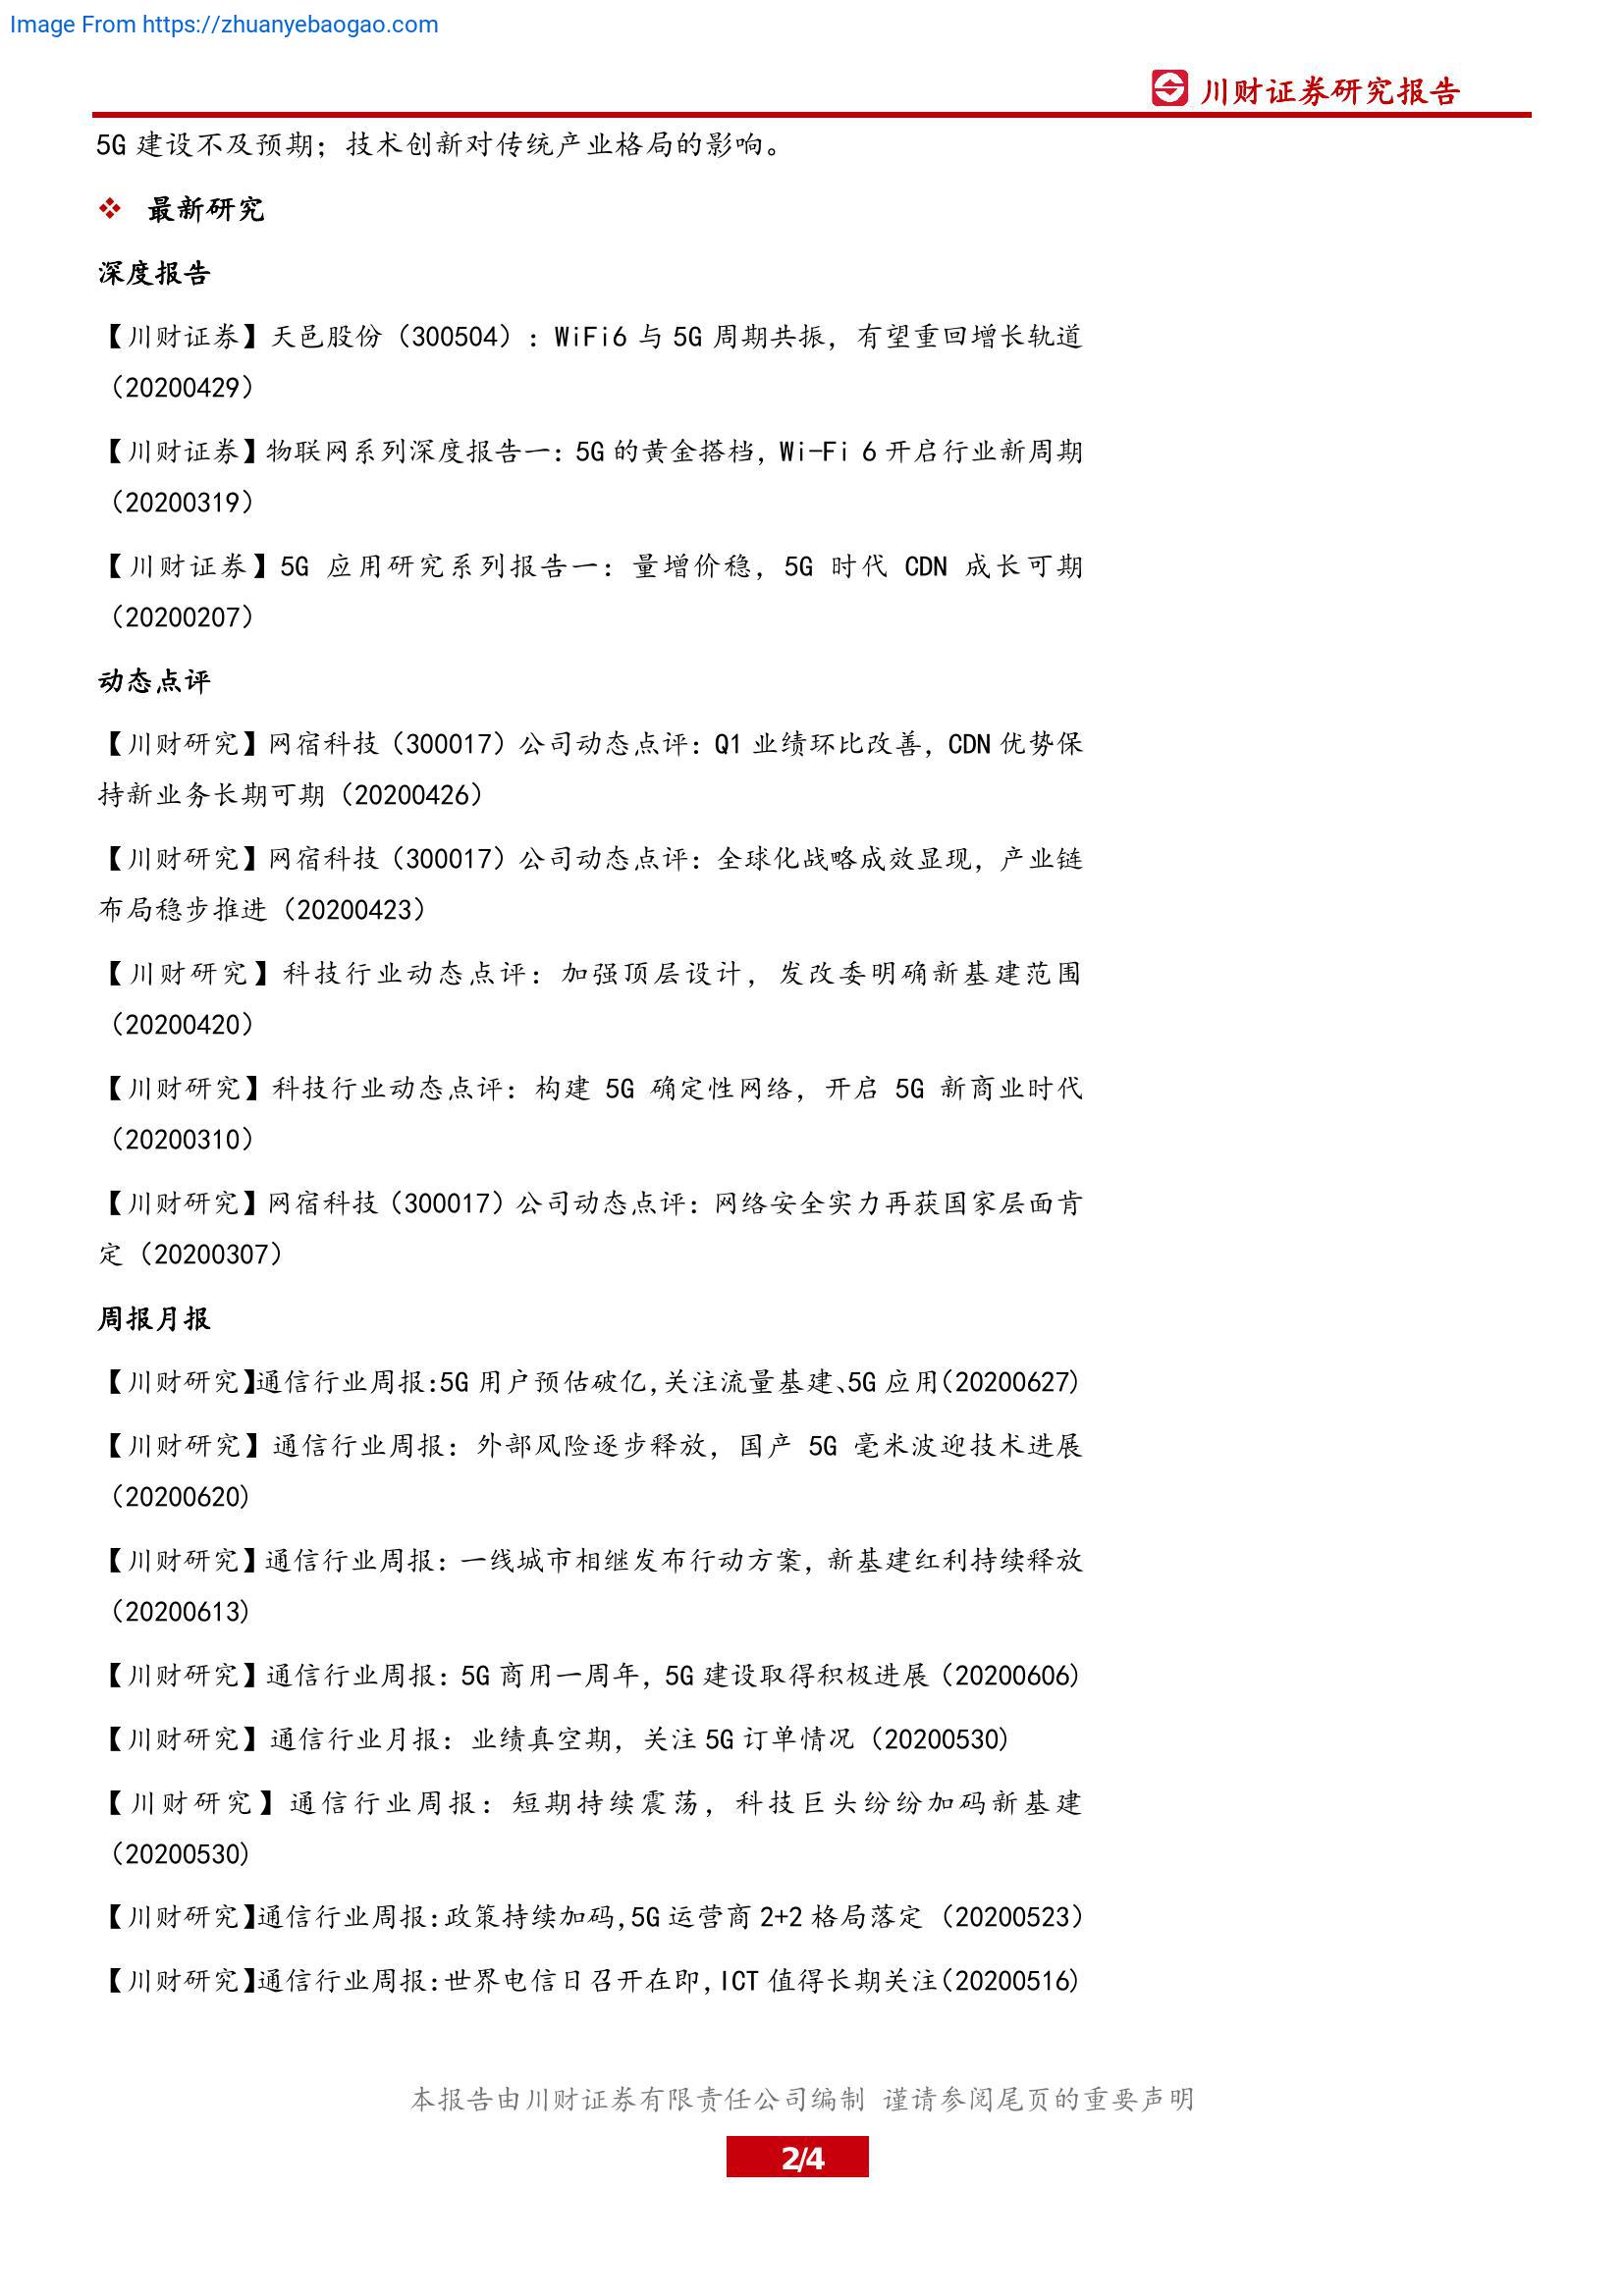 Image From https://zhuanyebaogao.com
川财证券研究报告
5G 建设不及预期；技术创新对传统产业格局的影响。
❖ 最新研究
深度报告
【川财证券】天邑股份（300504）：WiFi6 与 5G 周期共振，有望重回增长轨道
（20200429）
【川财证券】物联网系列深度报告一：5G 的黄金搭档，Wi-Fi 6 开启行业新周期
（20200319）
【川财证券】5G 应用研究系列报告一：量增价稳，5G 时代 CDN 成长可期
（20200207）
动态点评
【川财研究】网宿科技（300017）公司动态点评：Q1 业绩环比改善，CDN 优势保
持新业务长期可期（20200426）
【川财研究】网宿科技（300017）公司动态点评：全球化战略成效显现，产业链
布局稳步推进（20200423）
【川财研究】科技行业动态点评：加强顶层设计，发改委明确新基建范围
（20200420）
【川财研究】科技行业动态点评：构建 5G 确定性网络，开启 5G 新商业时代
（20200310）
【川财研究】网宿科技（300017）公司动态点评：网络安全实力再获国家层面肯
定（20200307）
周报月报
【川财研究】通信行业周报:5G 用户预估破亿,关注流量基建、5G 应用(20200627)
【川财研究】通信行业周报：外部风险逐步释放，国产 5G 毫米波迎技术进展
（20200620)
【川财研究】通信行业周报：一线城市相继发布行动方案，新基建红利持续释放
（20200613)
【川财研究】通信行业周报：5G 商用一周年，5G 建设取得积极进展（20200606)
【川财研究】通信行业月报：业绩真空期，关注 5G 订单情况（20200530)
【川财研究】通信行业周报：短期持续震荡，科技巨头纷纷加码新基建
（20200530)
【川财研究】通信行业周报:政策持续加码,5G 运营商 2+2 格局落定（20200523）
【川财研究】通信行业周报:世界电信日召开在即,ICT 值得长期关注(20200516)
本报告由川财证券有限责任公司编制 谨请参阅尾页的重要声明
2/4